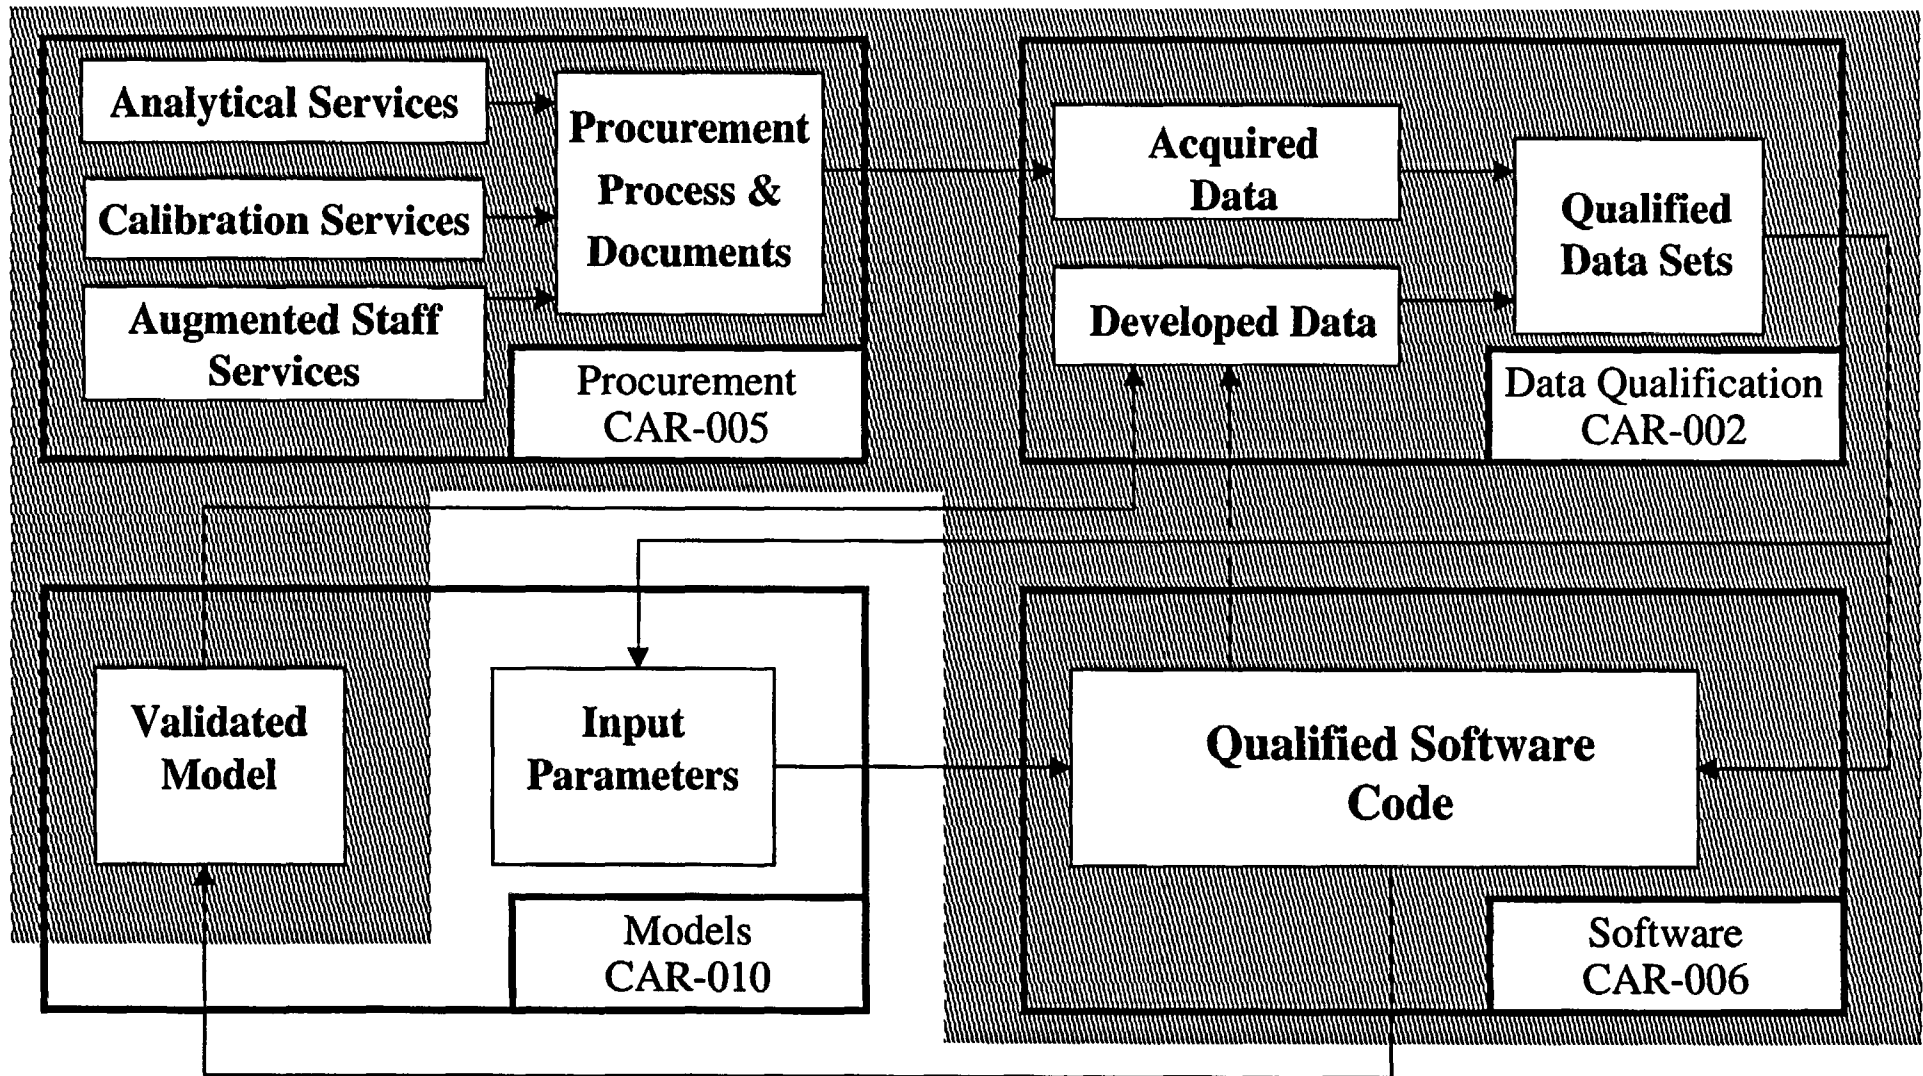 Analytical Services
Calibration Services
Augmented Staff
Services
Procurement
Process &
Documents
Procurement
CAR-005
Acquired
Data
Developed Data
Qualified
Data Sets
Data Qualification
CAR-002
Validated
Model
Input
Parameters
Models
CAR-010
Qualified Software
Code
Software
CAR-006